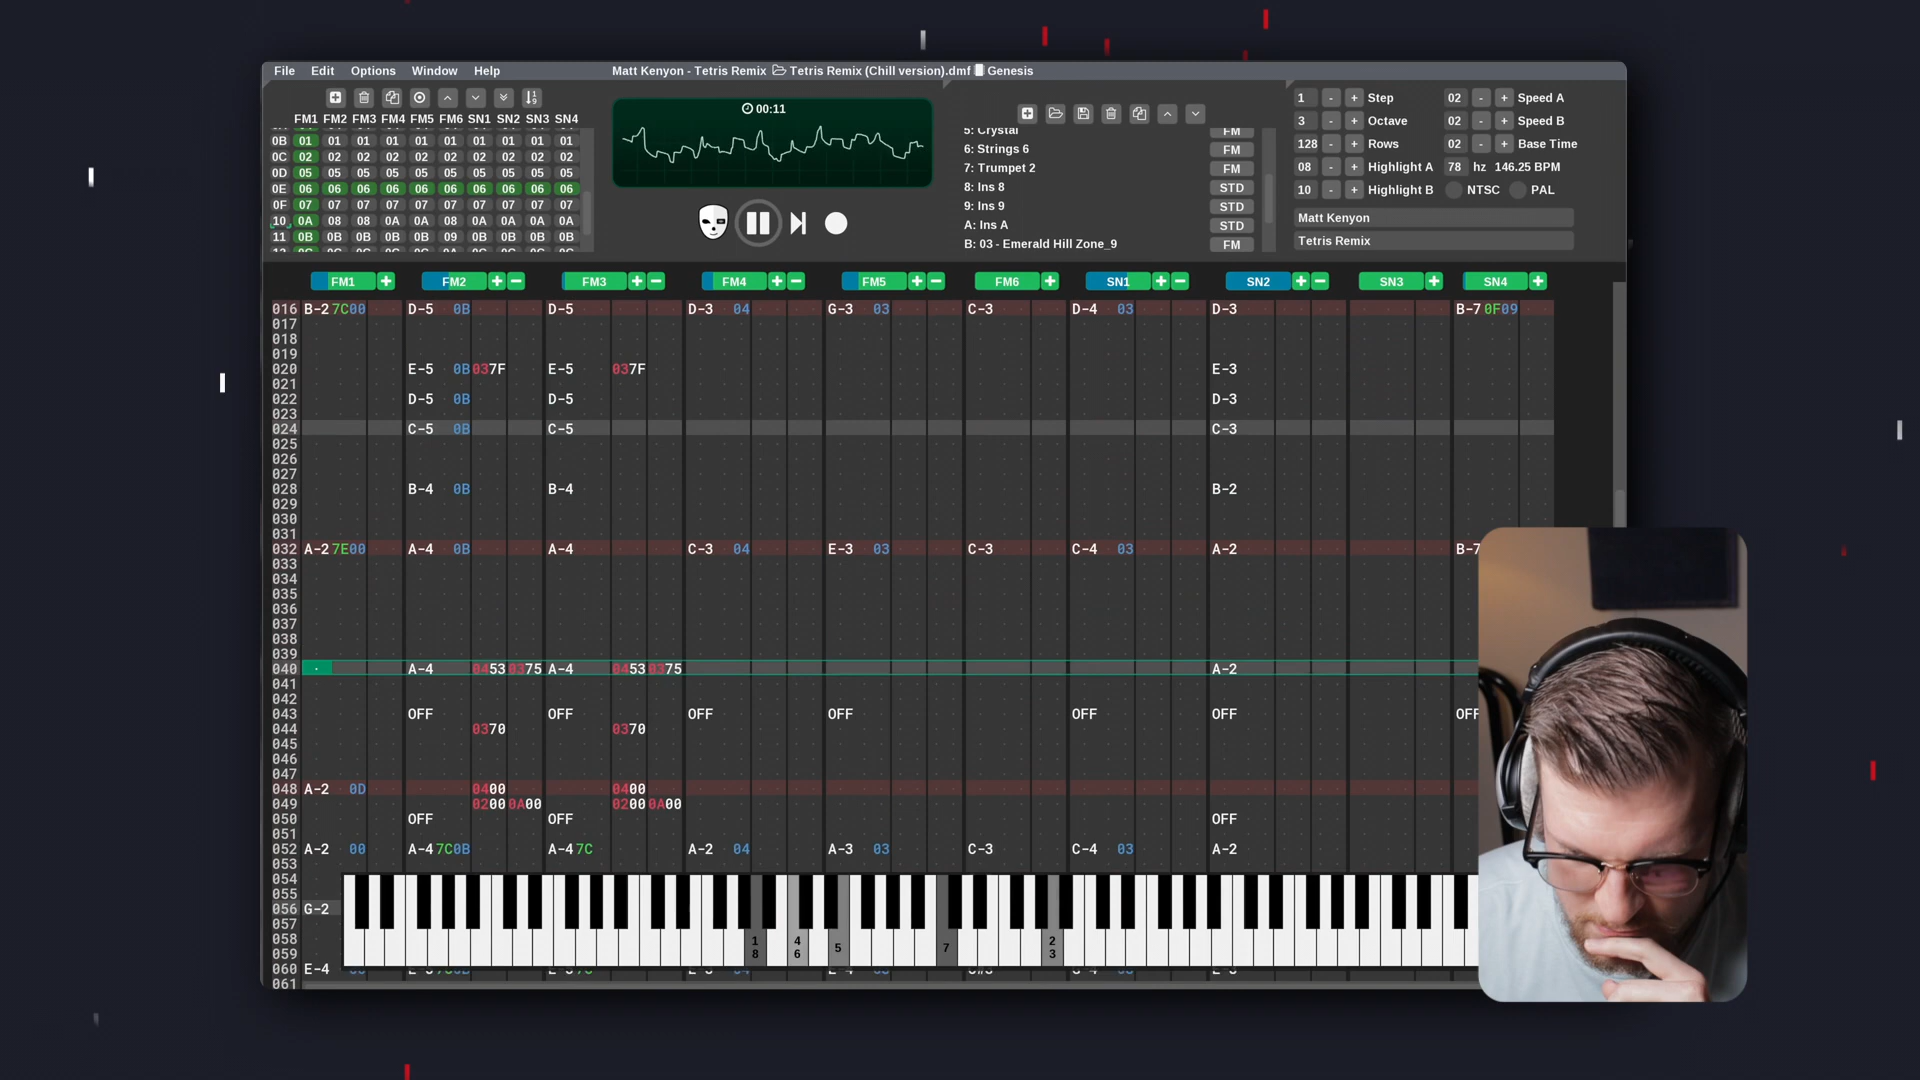 File Edit Options Window Help Matt Kenyon - Tetris Remix Tetris Remix (Chill version).dmf Genesis
FM1 FM2 FM3 FM4 FM5 FM6 SN1 SN2 SN3 SN4
0B 01 01 01 01 01 01 01 01 01 01
0C 02 02 02 02 02 02 02 02 02 02
0D 05 05 05 05 05 05 05 05 05 05
0E 06 06 06 06 06 06 06 06 06 06
0F 07 07 07 07 07 07 07 07 07 07
10 0A 08 08 0A 0A 08 0A 0A 0A 0A
11 0B 0B 0B 0B 0B 09 0B 0B 0B 0B
00:11
5: Crystal FM
6: Strings 6 FM
7: Trumpet 2 FM
8: Ins 8 STD
9: Ins 9 STD
A: Ins A STD
B: 03 - Emerald Hill Zone_9 FM
1 - + Step 02 - + Speed A
3 - + Octave 02 - + Speed B
128 - + Rows 02 - + Base Time
08 - + Highlight A 78 hz 146.25 BPM
10 - + Highlight B NTSC PAL
Matt Kenyon
Tetris Remix
FM1 + FM2 + - FM3 + - FM4 + - FM5 + - FM6 + SN1 + - SN2 + - SN3 + SN4 +
016 B-2 7C00 D-5 0B D-5 D-3 04 G-3 03 C-3 D-4 03 D-3 B-7 0F09
017
018
019
020 E-5 0B 037F E-5 037F E-3
021
022 D-5 0B D-5 D-3
023
024 C-5 0B C-5 C-3
025
026
027
028 B-4 0B B-4 B-2
029
030
031
032 A-2 7E00 A-4 0B A-4 C-3 04 E-3 03 C-3 C-4 03 A-2 B-7
033
034
035
036
037
038
039
040 A-4 0453 0375 A-4 0453 0375 A-2
041
042
043 OFF OFF OFF OFF OFF OFF OFF
044 0370 0370
045
046
047
048 A-2 0D 0400 0400
049 0200 0A00 0200 0A00
050 OFF OFF OFF
051
052 A-2 00 A-4 7C0B A-4 7C A-2 04 A-3 03 C-3 C-4 03 A-2
053
054
055
056 G-2
057
058
059
060 E-4
061
1 8 4 6 5 7 2 3